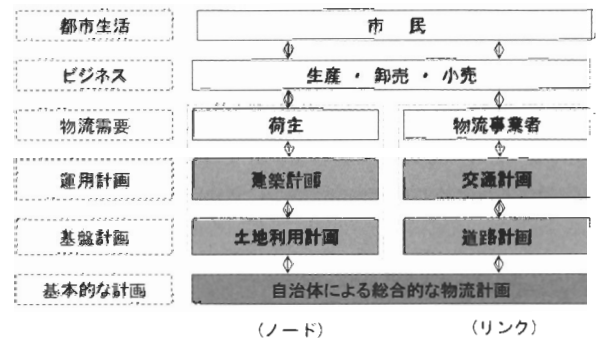 都市生活 市 民
ビジネス 生産 ・ 卸売 ・ 小売
物流需要 荷主 物流事業者
運用計画 建築計画 交通計画
基盤計画 土地利用計画 道路計画
基本的な計画 自治体による総合的な物流計画
(ノード) (リンク)